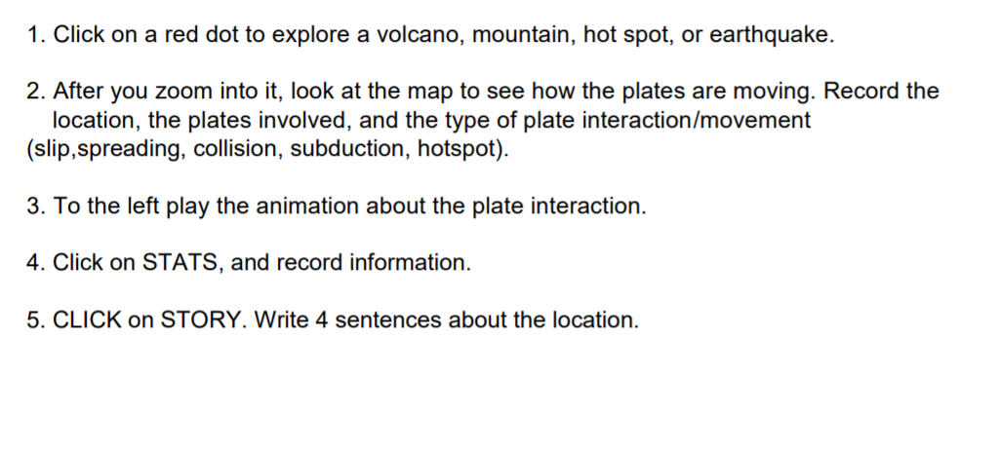 1. Click on a red dot to explore a volcano, mountain, hot spot, or earthquake.
2. After you zoom into it, look at the map to see how the plates are moving. Record the
location, the plates involved, and the type of plate interaction/movement
(slip,spreading, collision, subduction, hotspot).
3. To the left play the animation about the plate interaction.
4. Click on STATS, and record information.
5. CLICK on STORY. Write 4 sentences about the location.